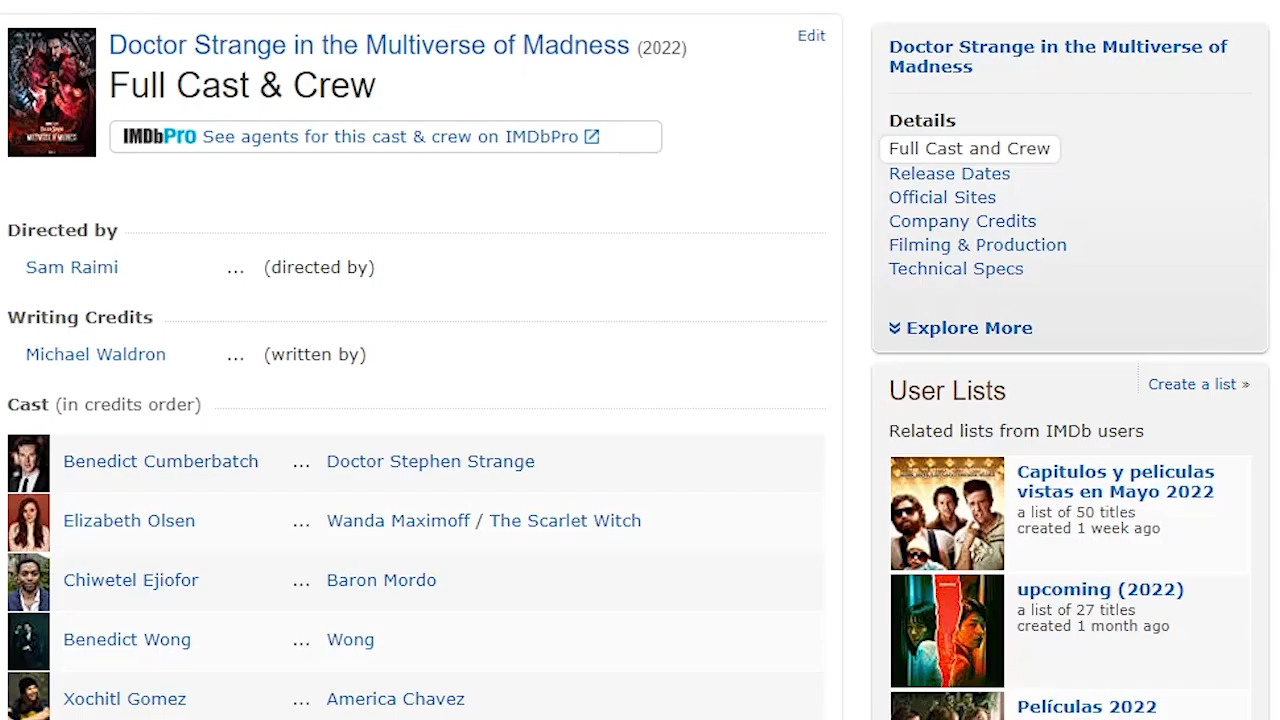 Doctor Strange in the Multiverse of Madness (2022)
Edit
Full Cast & Crew
IMDbPro See agents for this cast & crew on IMDbPro
Directed by
Sam Raimi ... (directed by)
Writing Credits
Michael Waldron ... (written by)
Cast (in credits order)
Benedict Cumberbatch ... Doctor Stephen Strange
Elizabeth Olsen ... Wanda Maximoff / The Scarlet Witch
Chiwetel Ejiofor ... Baron Mordo
Benedict Wong ... Wong
Xochitl Gomez ... America Chavez
Doctor Strange in the Multiverse of
Madness
Details
Full Cast and Crew
Release Dates
Official Sites
Company Credits
Filming & Production
Technical Specs
Explore More
User Lists
Create a list »
Related lists from IMDb users
Capitulos y peliculas
vistas en Mayo 2022
a list of 50 titles
created 1 week ago
upcoming (2022)
a list of 27 titles
created 1 month ago
Películas 2022